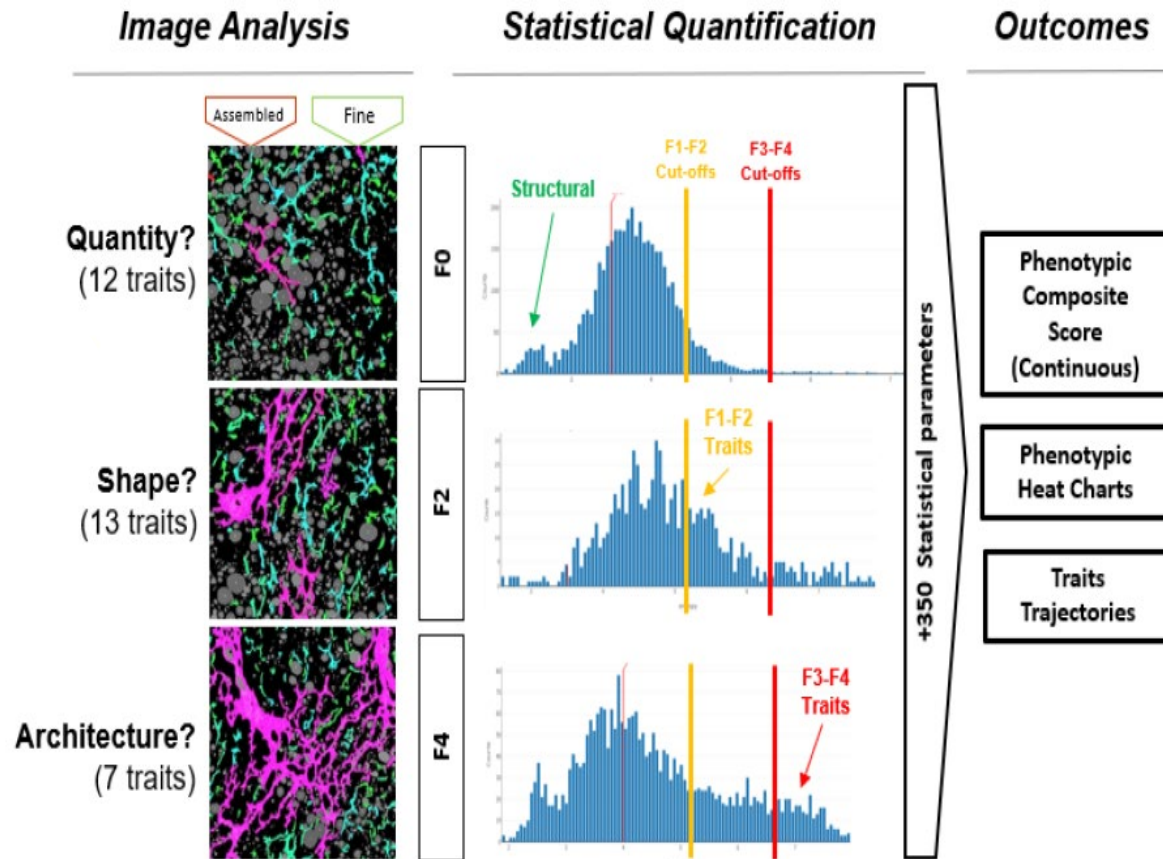 Image Analysis
Statistical Quantification
Outcomes
Assembled
Fine
Quantity?
(12 traits)
Shape?
(13 traits)
Architecture?
(7 traits)
F0
F2
F4
Structural
F1-F2
Cut-offs
F3-F4
Cut-offs
F1-F2
Traits
F3-F4
Traits
+350 Statistical parameters
Phenotypic
Composite
Score
(Continuous)
Phenotypic
Heat Charts
Traits
Trajectories